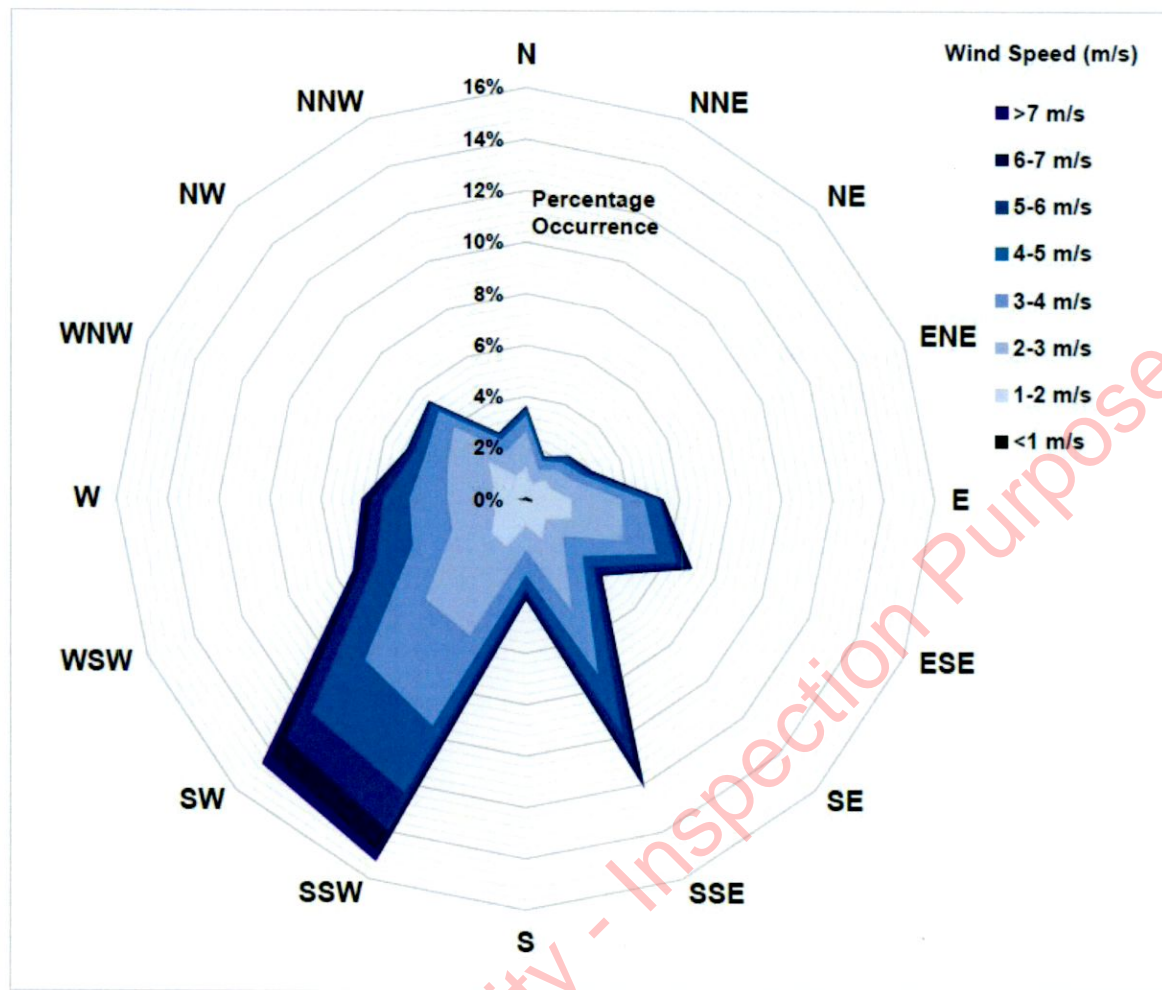 Wind Speed (m/s)
>7 m/s
6-7 m/s
5-6 m/s
4-5 m/s
3-4 m/s
2-3 m/s
1-2 m/s
<1 m/s
N
NNE
NE
ENE
E
ESE
SE
SSE
S
SSW
SW
WSW
W
WNW
NW
NNW
16%
14%
12%
10%
8%
6%
4%
2%
0%
Percentage
Occurrence
ity - Inspection Purpose